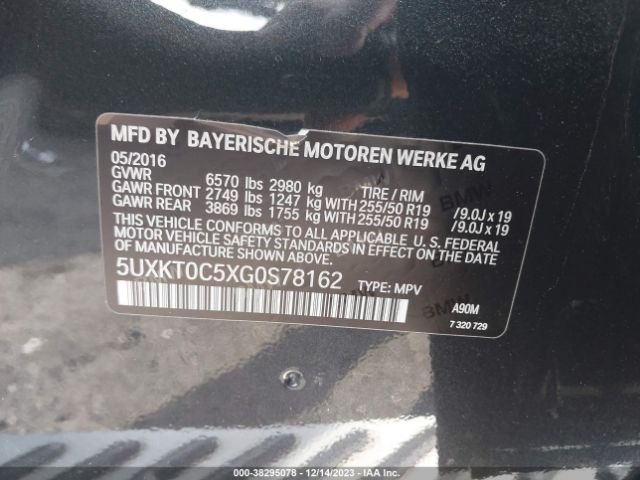 MFD BY BAYERISCHE MOTOREN WERKE AG
05/2016
GVWR 6570 lbs 2980 kg TIRE / RIM
GAWR FRONT 2749 lbs 1247 kg WITH 255/50 R19 /9.0J x 19
GAWR REAR 3869 lbs 1755 kg WITH 255/50 R19 /9.0J x 19
THIS VEHICLE CONFORMS TO ALL APPLICABLE U. S. FEDERAL
MOTOR VEHICLE SAFETY STANDARDS IN EFFECT ON THE DATE
OF MANUFACTURE SHOWN ABOVE.
5UXKT0C5XG0S78162 TYPE: MPV
A90M
7 320 729
000-38295078 - 12/14/2023 - IAA Inc.